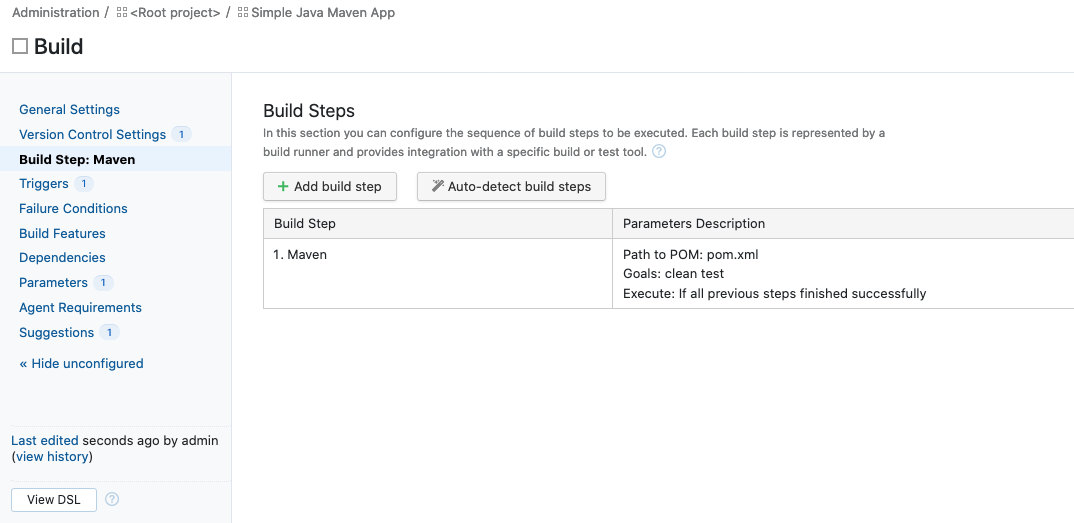 Administration / <Root project> / Simple Java Maven App
Build
General Settings
Version Control Settings 1
Build Step: Maven
Triggers 1
Failure Conditions
Build Features
Dependencies
Parameters 1
Agent Requirements
Suggestions 1
« Hide unconfigured
Last edited seconds ago by admin
(view history)
View DSL ?
Build Steps
In this section you can configure the sequence of build steps to be executed. Each build step is represented by a
build runner and provides integration with a specific build or test tool. ?
+ Add build step Auto-detect build steps
Build Step Parameters Description
1. Maven Path to POM: pom.xml
Goals: clean test
Execute: If all previous steps finished successfully